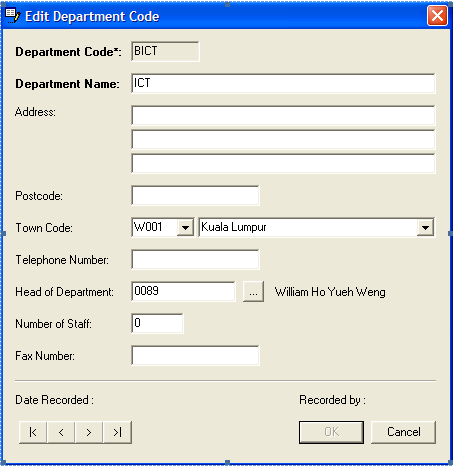 Edit Department Code
Department Code*: BICT
Department Name: ICT
Address:
Postcode:
Town Code: W001 Kuala Lumpur
Telephone Number:
Head of Department: 0089 ... William Ho Yueh Weng
Number of Staff: 0
Fax Number:
Date Recorded : Recorded by :
OK Cancel